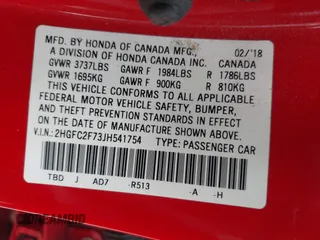 MFD. BY HONDA OF CANADA MFG., 02/'18
A DIVISION OF HONDA CANADA INC. CANADA
GVWR 3737LBS GAWR F 1984LBS R 1786LBS
GVWR 1695KG GAWR F 900KG R 810KG
THIS VEHICLE CONFORMS TO ALL APPLICABLE
FEDERAL MOTOR VEHICLE SAFETY, BUMPER,
AND THEFT PREVENTION STANDARDS IN EFFECT
ON THE DATE OF MANUFACTURE SHOWN ABOVE.
V.I.N.: 2HGFC2F73JH541754 TYPE: PASSENGER CAR
TBD J AD7 -R513 -A -H